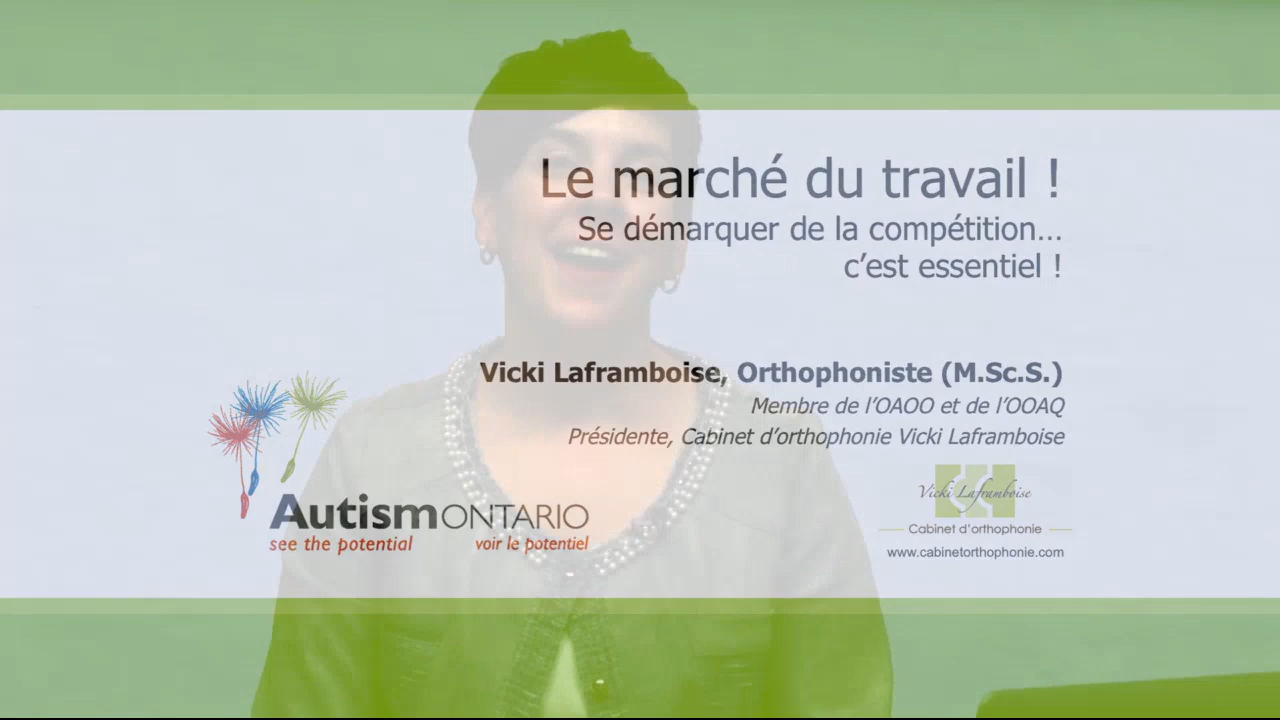 Le marché du travail !
Se démarquer de la compétition…
c’est essentiel !
Vicki Laframboise, Orthophoniste (M.Sc.S.)
Membre de l’OAOO et de l’OOAQ
Présidente, Cabinet d’orthophonie Vicki Laframboise
AutismONTARIO
see the potential voir le potentiel
Vicki Laframboise
Cabinet d’orthophonie
www.cabinetorthophonie.com